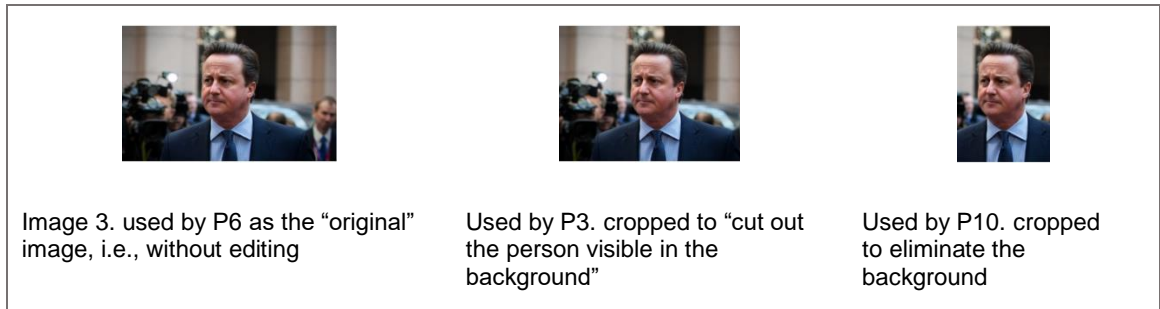 Image 3. used by P6 as the “original”
image, i.e., without editing
Used by P3. cropped to “cut out
the person visible in the
background”
Used by P10. cropped
to eliminate the
background